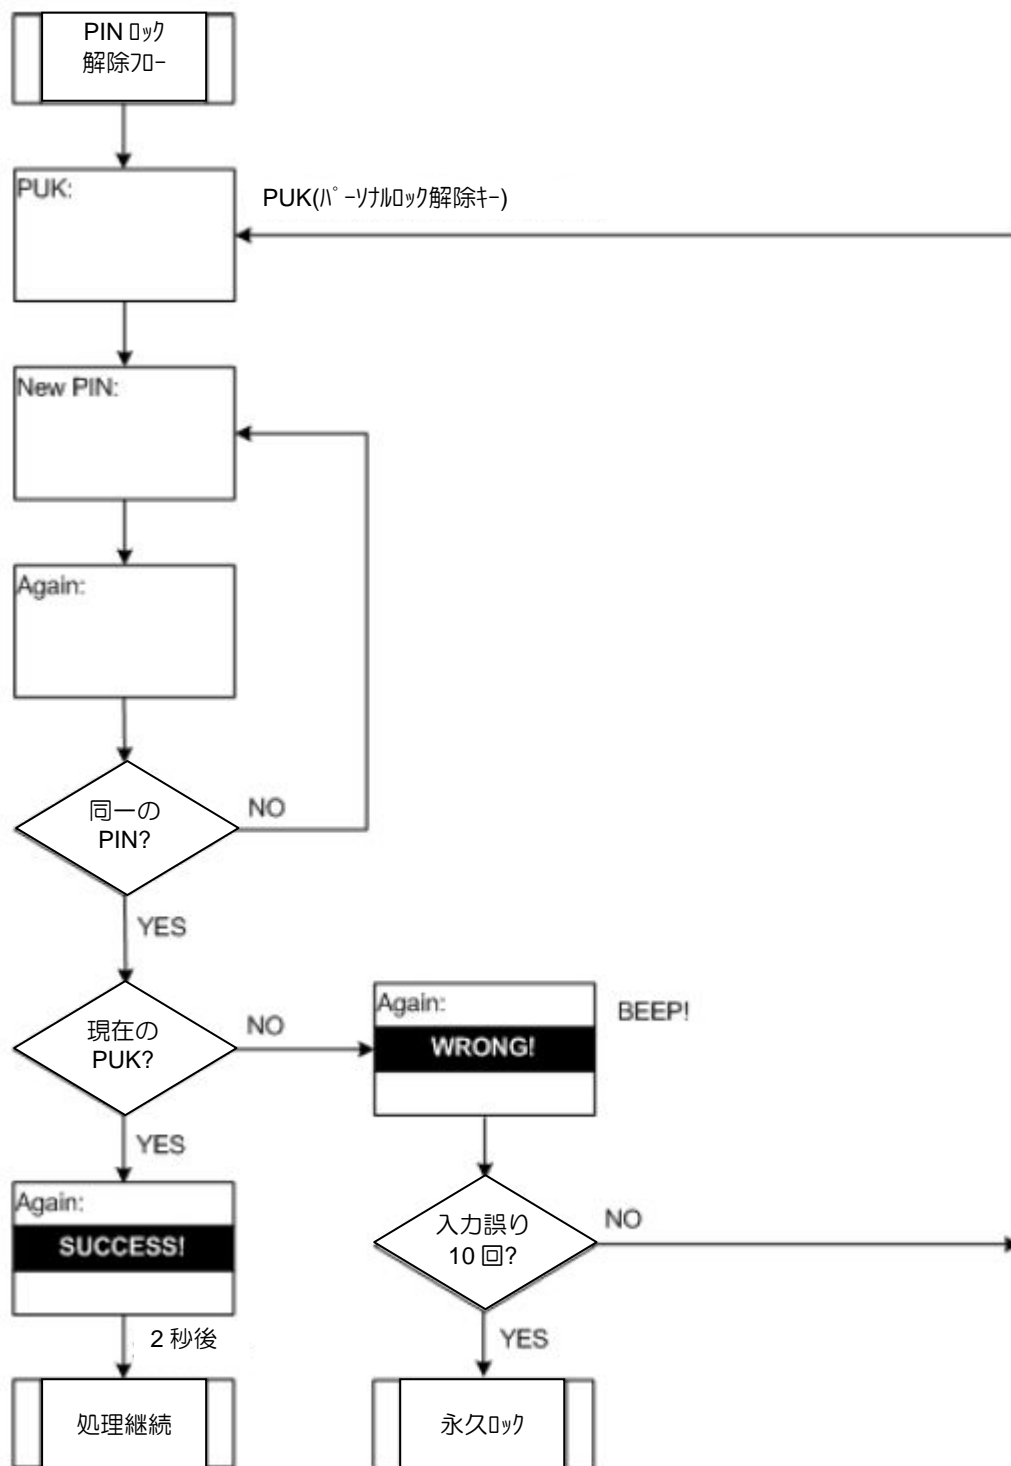 PIN ﾛｯｸ
解除ﾌﾛｰ
PUK:
PUK(ﾊﾟｰｿﾅﾙﾛｯｸ解除ｷｰ)
New PIN:
Again:
同一の
PIN?
NO
YES
現在の
PUK?
NO
Again:
WRONG!
BEEP!
YES
Again:
SUCCESS!
入力誤り
10 回?
NO
2 秒後
YES
処理継続
永久ﾛｯｸ